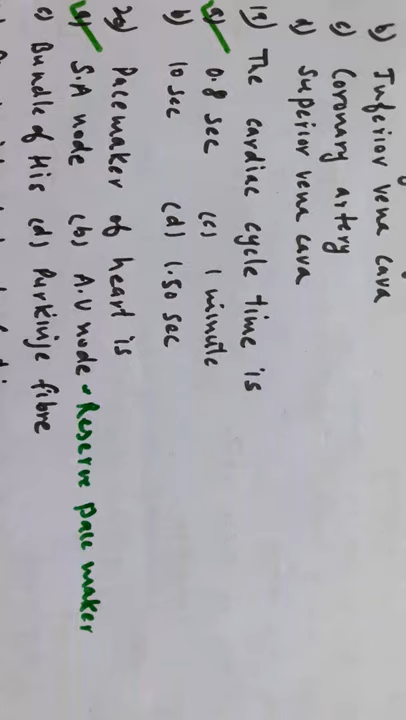 b) Inferior vena cava
c) Coronary artery
d) Superior vena cava
19) The cardiac cycle time is
a) 0.8 sec (c) 1 minute
b) 10 sec (d) 1.50 sec
20) Pacemaker of heart is
a) S.A node (b) A.V node - Reserve pace maker
c) Bundle of His (d) Purkinje fibre